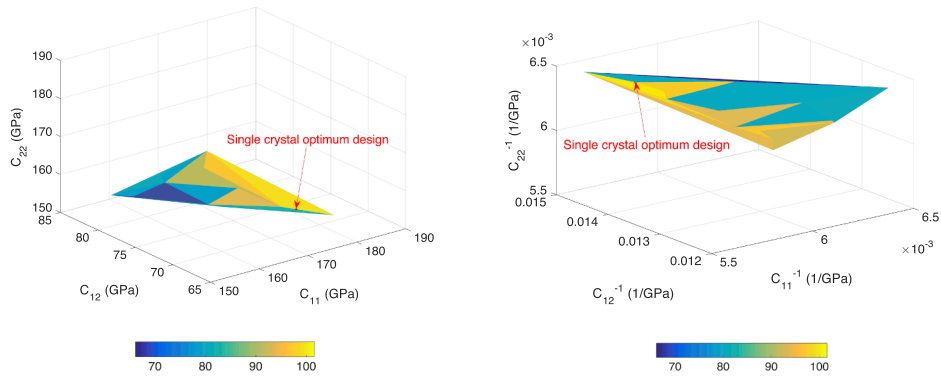 190
180
170
160
150
C22 (GPa)
85
80
75
70
65
C12 (GPa)
150
160
170
180
190
C11 (GPa)
Single crystal optimum design
70 80 90 100
×10-3
6.5
6
5.5
C22-1 (1/GPa)
0.015
0.014
0.013
0.012
C12-1 (1/GPa)
5.5
6
6.5
×10-3
C11-1 (1/GPa)
Single crystal optimum design
70 80 90 100